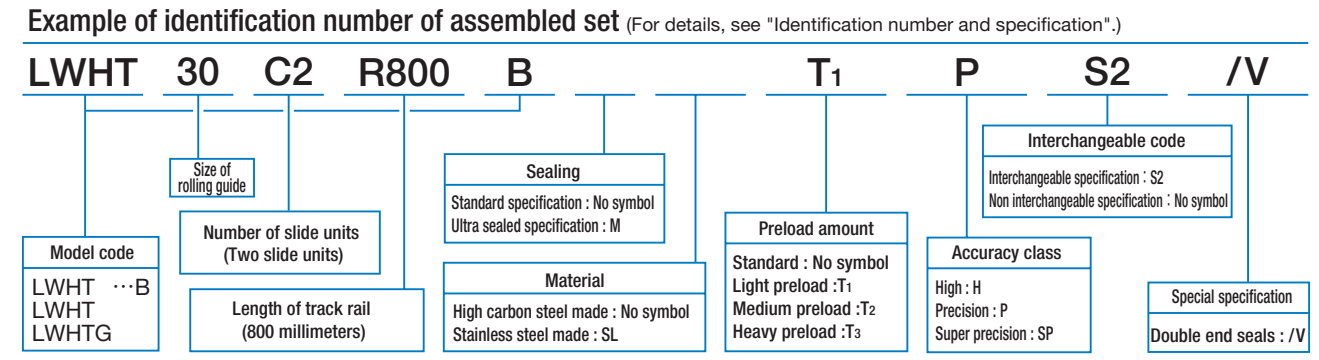 Example of identification number of assembled set (For details, see "Identification number and specification".)
LWHT 30 C2 R800 B T1 P S2 /V
Model code
LWHT …B
LWHT
LWHTG
Size of
rolling guide
Number of slide units
(Two slide units)
Length of track rail
(800 millimeters)
Sealing
Standard specification : No symbol
Ultra sealed specification : M
Material
High carbon steel made : No symbol
Stainless steel made : SL
Preload amount
Standard : No symbol
Light preload :T1
Medium preload :T2
Heavy preload :T3
Accuracy class
High : H
Precision : P
Super precision : SP
Interchangeable code
Interchangeable specification : S2
Non interchangeable specification : No symbol
Special specification
Double end seals : /V